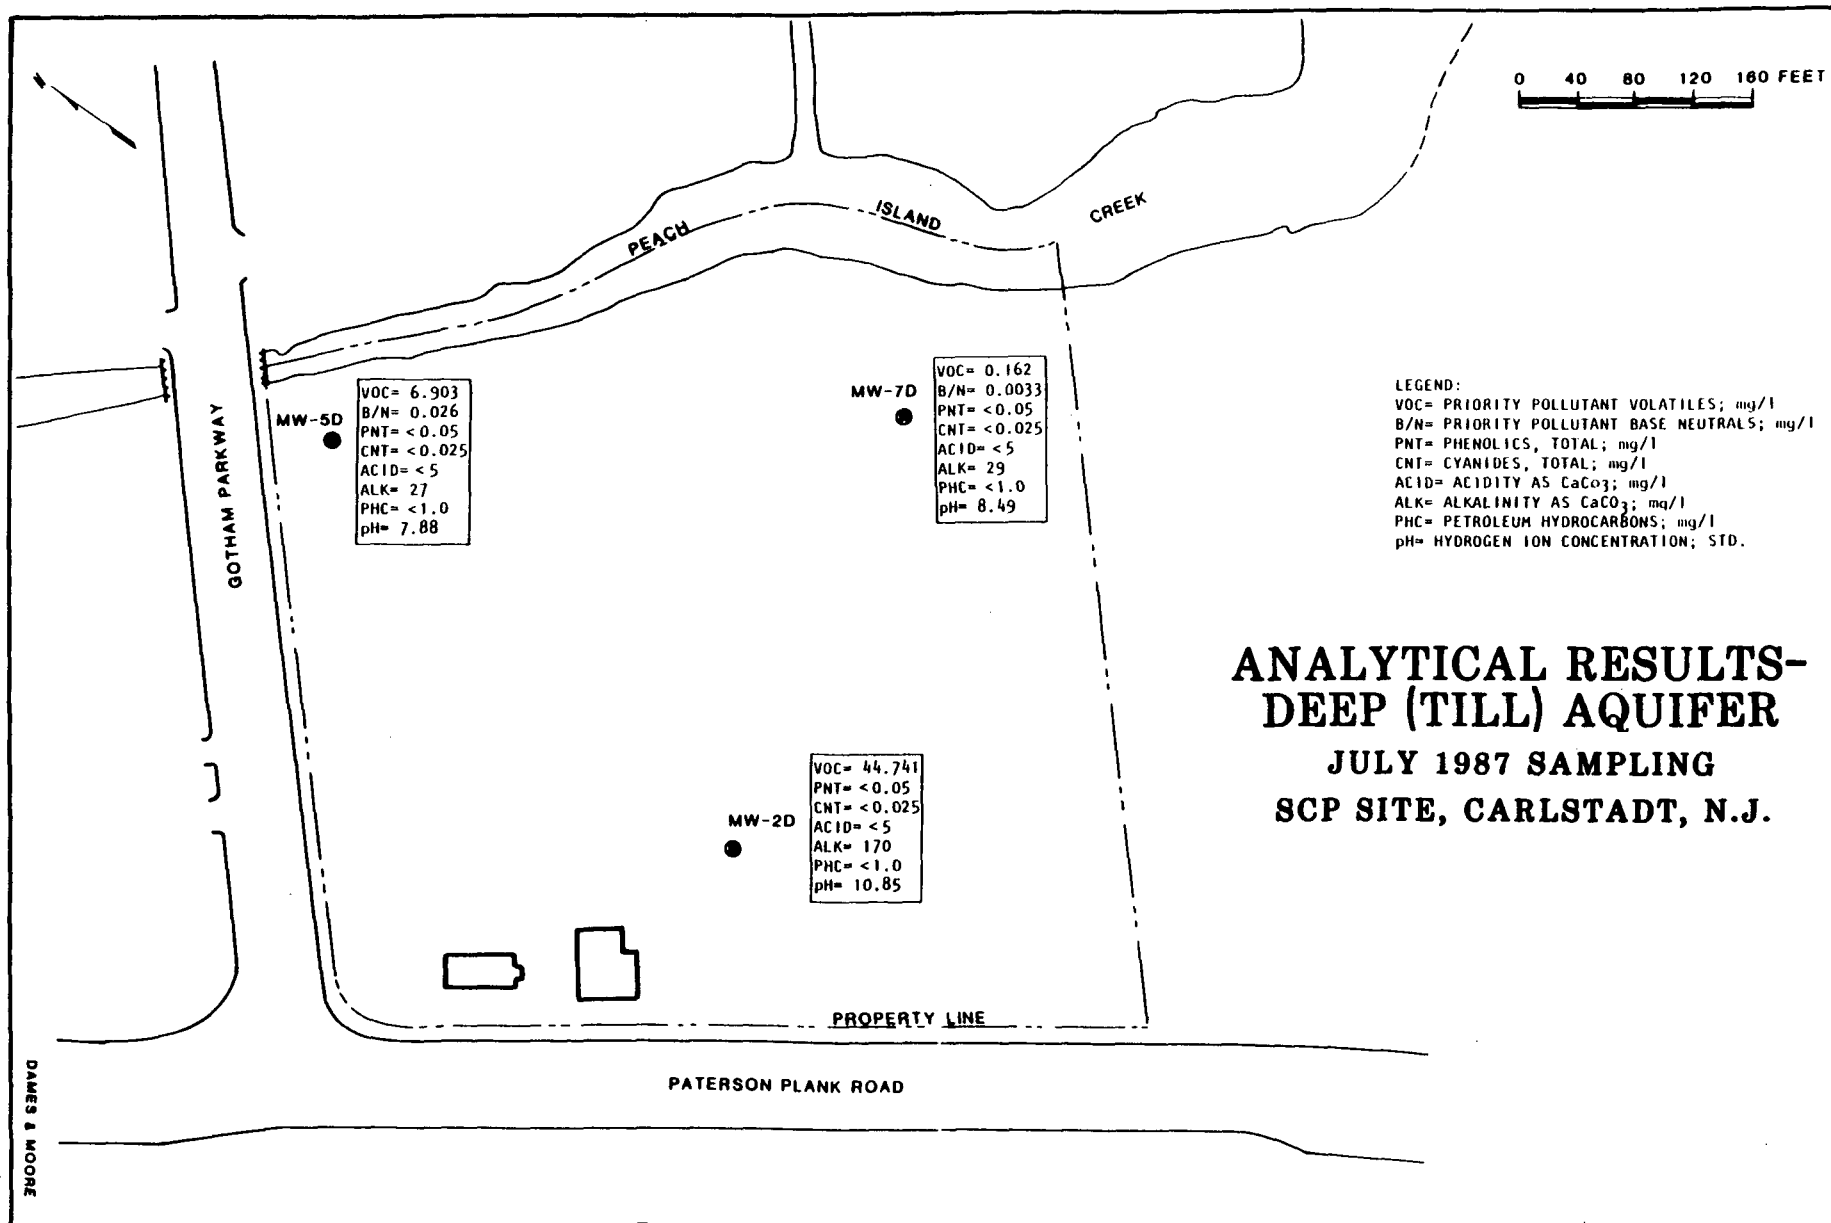 N
0 40 80 120 160 FEET
PEACH ISLAND CREEK
MW-5D
VOC= 6.903
B/N= 0.026
PNT= <0.05
CNT= <0.025
ACID= <5
ALK= 27
PHC= <1.0
pH= 7.88
MW-7D
VOC= 0.162
B/N= 0.0033
PNT= <0.05
CNT= <0.025
ACID= <5
ALK= 29
PHC= <1.0
pH= 8.49
LEGEND:
VOC= PRIORITY POLLUTANT VOLATILES; mg/l
B/N= PRIORITY POLLUTANT BASE NEUTRALS; mg/l
PNT= PHENOLICS, TOTAL; mg/l
CNT= CYANIDES, TOTAL; mg/l
ACID= ACIDITY AS CaCo3; mg/l
ALK= ALKALINITY AS CaCO3; mg/l
PHC= PETROLEUM HYDROCARBONS; mg/l
pH= HYDROGEN ION CONCENTRATION; STD.
GOTHAM PARKWAY
ANALYTICAL RESULTS-
DEEP (TILL) AQUIFER
JULY 1987 SAMPLING
SCP SITE, CARLSTADT, N.J.
MW-2D
VOC= 44.741
PNT= <0.05
CNT= <0.025
ACID= <5
ALK= 170
PHC= <1.0
pH= 10.85
PROPERTY LINE
PATERSON PLANK ROAD
DAMES & MOORE